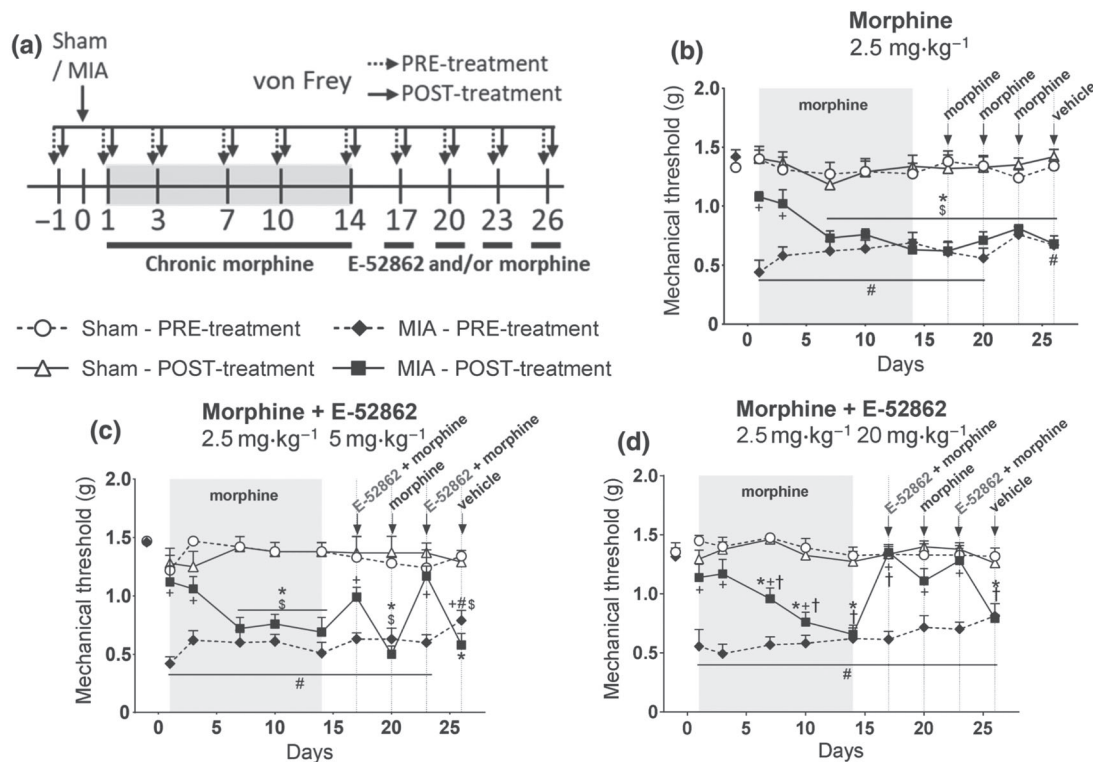 (a)
Sham
/ MIA
von Frey
PRE-treatment
POST-treatment
−1 0 1 3 7 10 14 17 20 23 26
Chronic morphine
E-52862 and/or morphine
Sham - PRE-treatment
MIA - PRE-treatment
Sham - POST-treatment
MIA - POST-treatment
(b)
Morphine
2.5 mg·kg−1
morphine
morphine
morphine
morphine
vehicle
Mechanical threshold (g)
2.0
1.5
1.0
0.5
0
+
+
*
$
#
#
0 5 10 15 20 25
Days
(c)
Morphine + E-52862
2.5 mg·kg−1 5 mg·kg−1
morphine
E-52862 + morphine
morphine
E-52862 + morphine
vehicle
Mechanical threshold (g)
2.0
1.5
1.0
0.5
0
+
+
*
$
+
*
$
+
+#$
*
#
0 5 10 15 20 25
Days
(d)
Morphine + E-52862
2.5 mg·kg−1 20 mg·kg−1
morphine
E-52862 + morphine
morphine
E-52862 + morphine
vehicle
Mechanical threshold (g)
2.0
1.5
1.0
0.5
0
+
+
*+†
*+†
*
†
+
†
+
+
*
†
#
0 5 10 15 20 25
Days